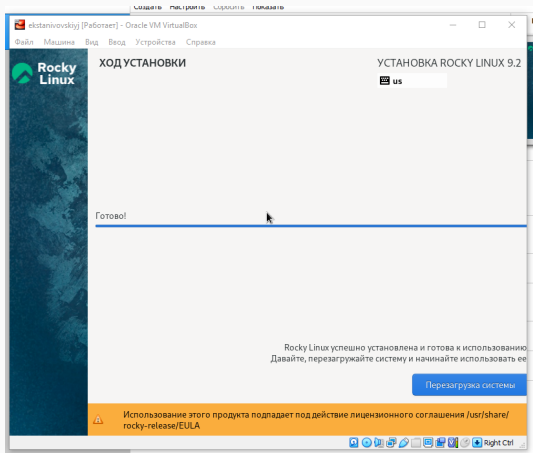 Создать Настроить Сбросить Показать
ekstanivovskiyj [Работает] - Oracle VM VirtualBox
Файл Машина Вид Ввод Устройства Справка
Rocky
Linux
ХОД УСТАНОВКИ
УСТАНОВКА ROCKY LINUX 9.2
us
Готово!
Rocky Linux успешно установлена и готова к использованию
Давайте, перезагружайте систему и начинайте использовать ее
Перезагрузка системы
Использование этого продукта подпадает под действие лицензионного соглашения /usr/share/
rocky-release/EULA
Right Ctrl